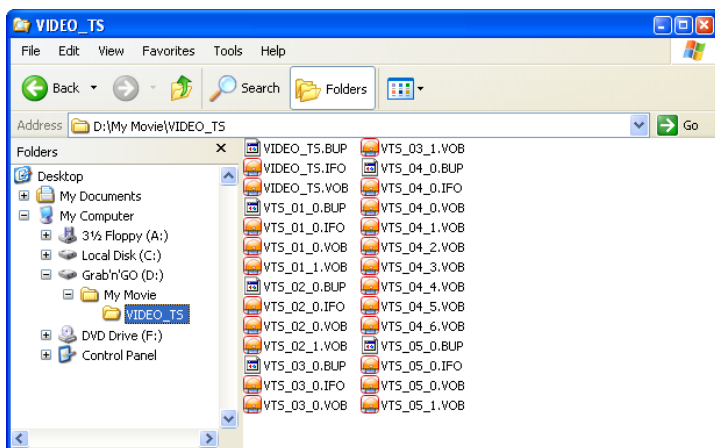 VIDEO_TS
File Edit View Favorites Tools Help
Back Search Folders
Address D:\My Movie\VIDEO_TS Go
Folders
Desktop
My Documents
My Computer
3½ Floppy (A:)
Local Disk (C:)
Grab'n'GO (D:)
My Movie
VIDEO_TS
DVD Drive (F:)
Control Panel
VIDEO_TS.BUP
VIDEO_TS.IFO
VIDEO_TS.VOB
VTS_01_0.BUP
VTS_01_0.IFO
VTS_01_0.VOB
VTS_01_1.VOB
VTS_02_0.BUP
VTS_02_0.IFO
VTS_02_0.VOB
VTS_02_1.VOB
VTS_03_0.BUP
VTS_03_0.IFO
VTS_03_0.VOB
VTS_03_1.VOB
VTS_04_0.BUP
VTS_04_0.IFO
VTS_04_0.VOB
VTS_04_1.VOB
VTS_04_2.VOB
VTS_04_3.VOB
VTS_04_4.VOB
VTS_04_5.VOB
VTS_04_6.VOB
VTS_05_0.BUP
VTS_05_0.IFO
VTS_05_0.VOB
VTS_05_1.VOB